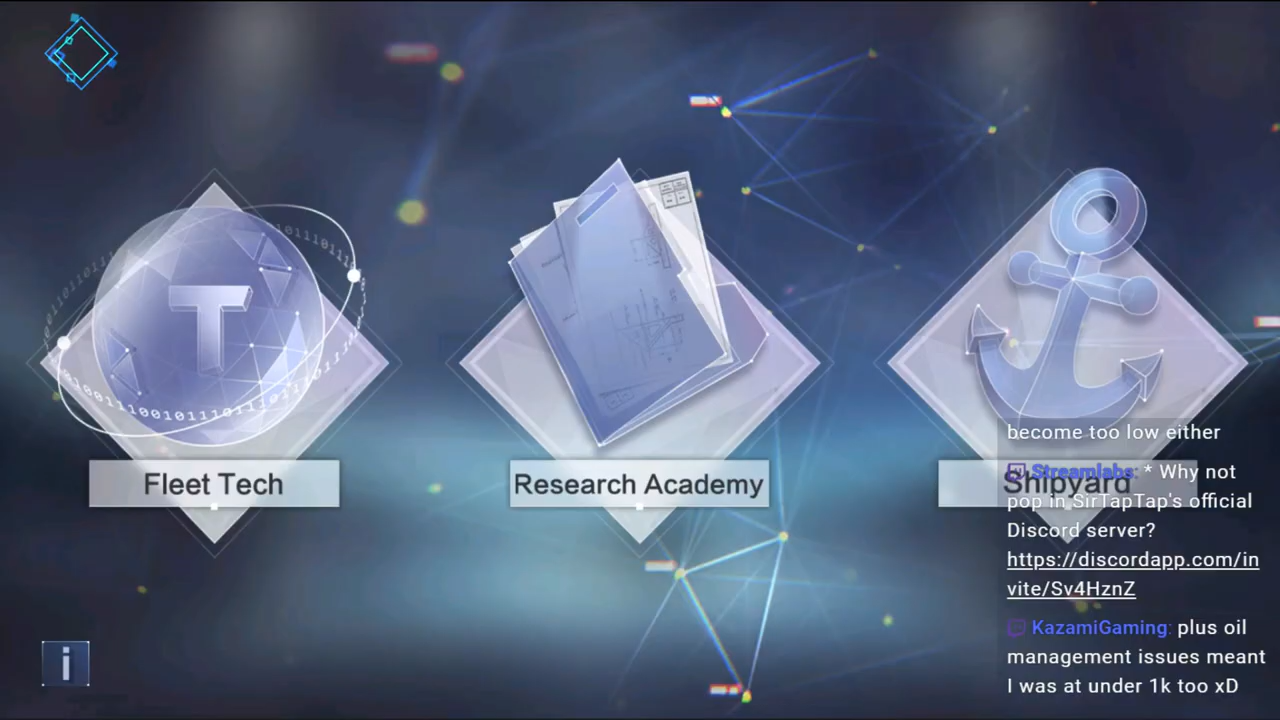 T
Fleet Tech
Research Academy
Shipyard
become too low either
Streamlabs: * Why not
pop in SirTapTap's official
Discord server?
https://discordapp.com/in
vite/Sv4HznZ
KazamiGaming: plus oil
management issues meant
I was at under 1k too xD
i